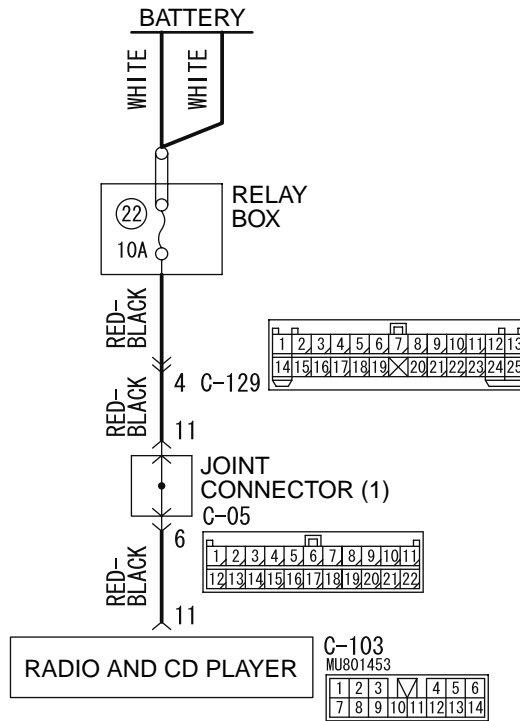 BATTERY
WHITE
WHITE
RELAY
BOX
22
10A
RED-
BLACK
1 2 3 4 5 6 7 8 9 10 11 12 13
14 15 16 17 18 19 20 21 22 23 24 25
4 C-129
RED-
BLACK
11
JOINT
CONNECTOR (1)
C-05
6
1 2 3 4 5 6 7 8 9 10 11
12 13 14 15 16 17 18 19 20 21 22
RED-
BLACK
11
RADIO AND CD PLAYER
C-103
MU801453
1 2 3 4 5 6
7 8 9 10 11 12 13 14